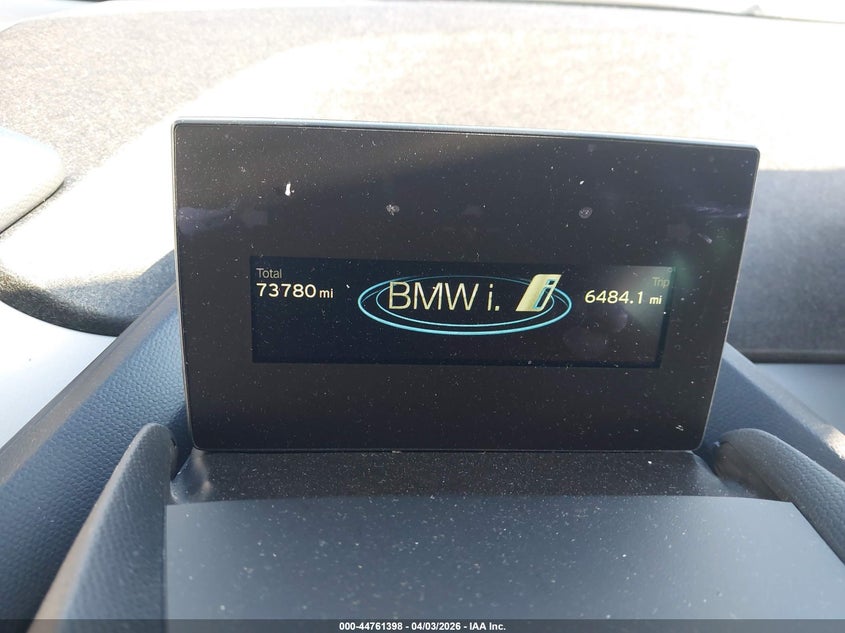 Total
Trip
73780 mi
BMW i.
6484.1 mi
000-44761398 - 04/03/2026 - IAA Inc.